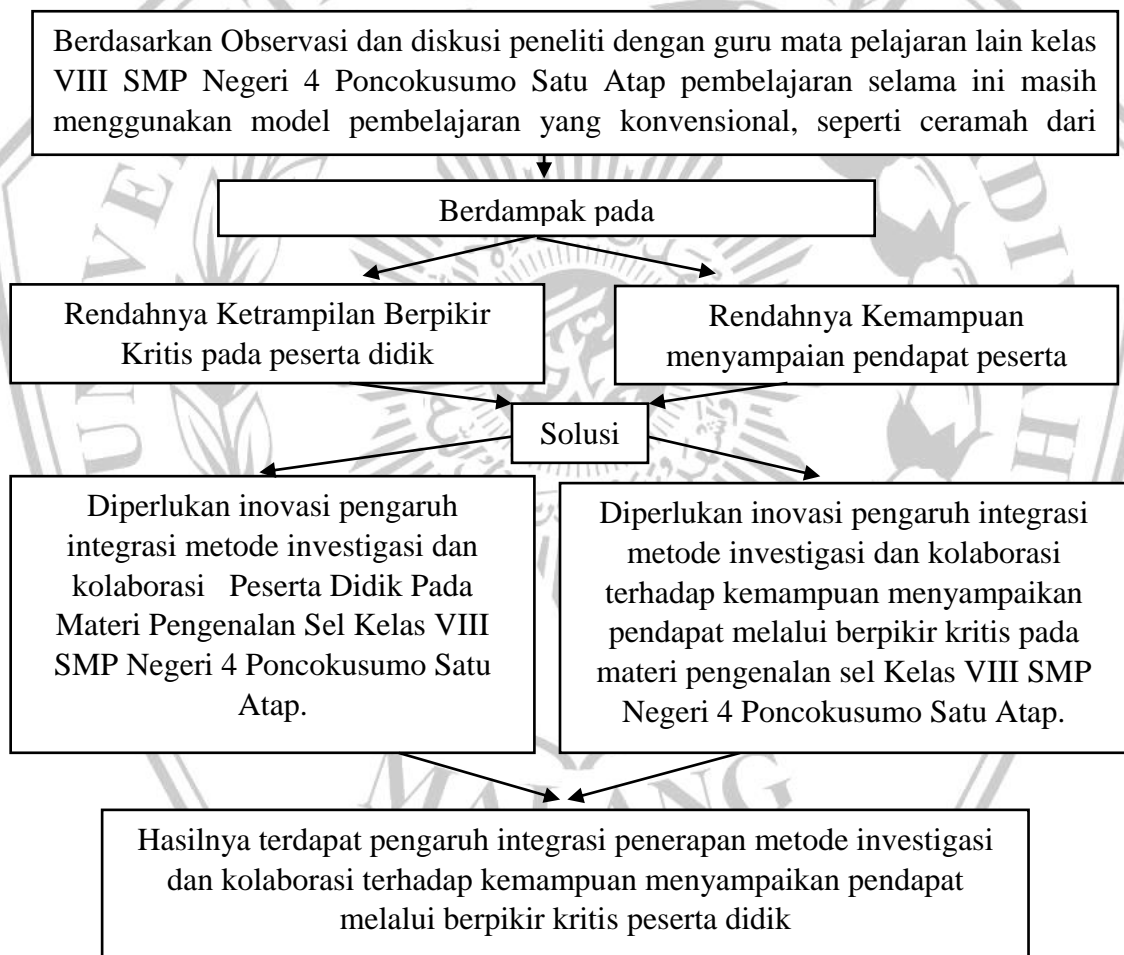 Berdasarkan Observasi dan diskusi peneliti dengan guru mata pelajaran lain kelas
VIII SMP Negeri 4 Poncokusumo Satu Atap pembelajaran selama ini masih
menggunakan model pembelajaran yang konvensional, seperti ceramah dari
Berdampak pada
Rendahnya Ketrampilan Berpikir
Kritis pada peserta didik
Rendahnya Kemampuan
menyampaian pendapat peserta
Solusi
Diperlukan inovasi pengaruh
integrasi metode investigasi dan
kolaborasi Peserta Didik Pada
Materi Pengenalan Sel Kelas VIII
SMP Negeri 4 Poncokusumo Satu
Atap.
Diperlukan inovasi pengaruh integrasi
metode investigasi dan kolaborasi
terhadap kemampuan menyampaikan
pendapat melalui berpikir kritis pada
materi pengenalan sel Kelas VIII SMP
Negeri 4 Poncokusumo Satu Atap.
MALANG
Hasilnya terdapat pengaruh integrasi penerapan metode investigasi
dan kolaborasi terhadap kemampuan menyampaikan pendapat
melalui berpikir kritis peserta didik